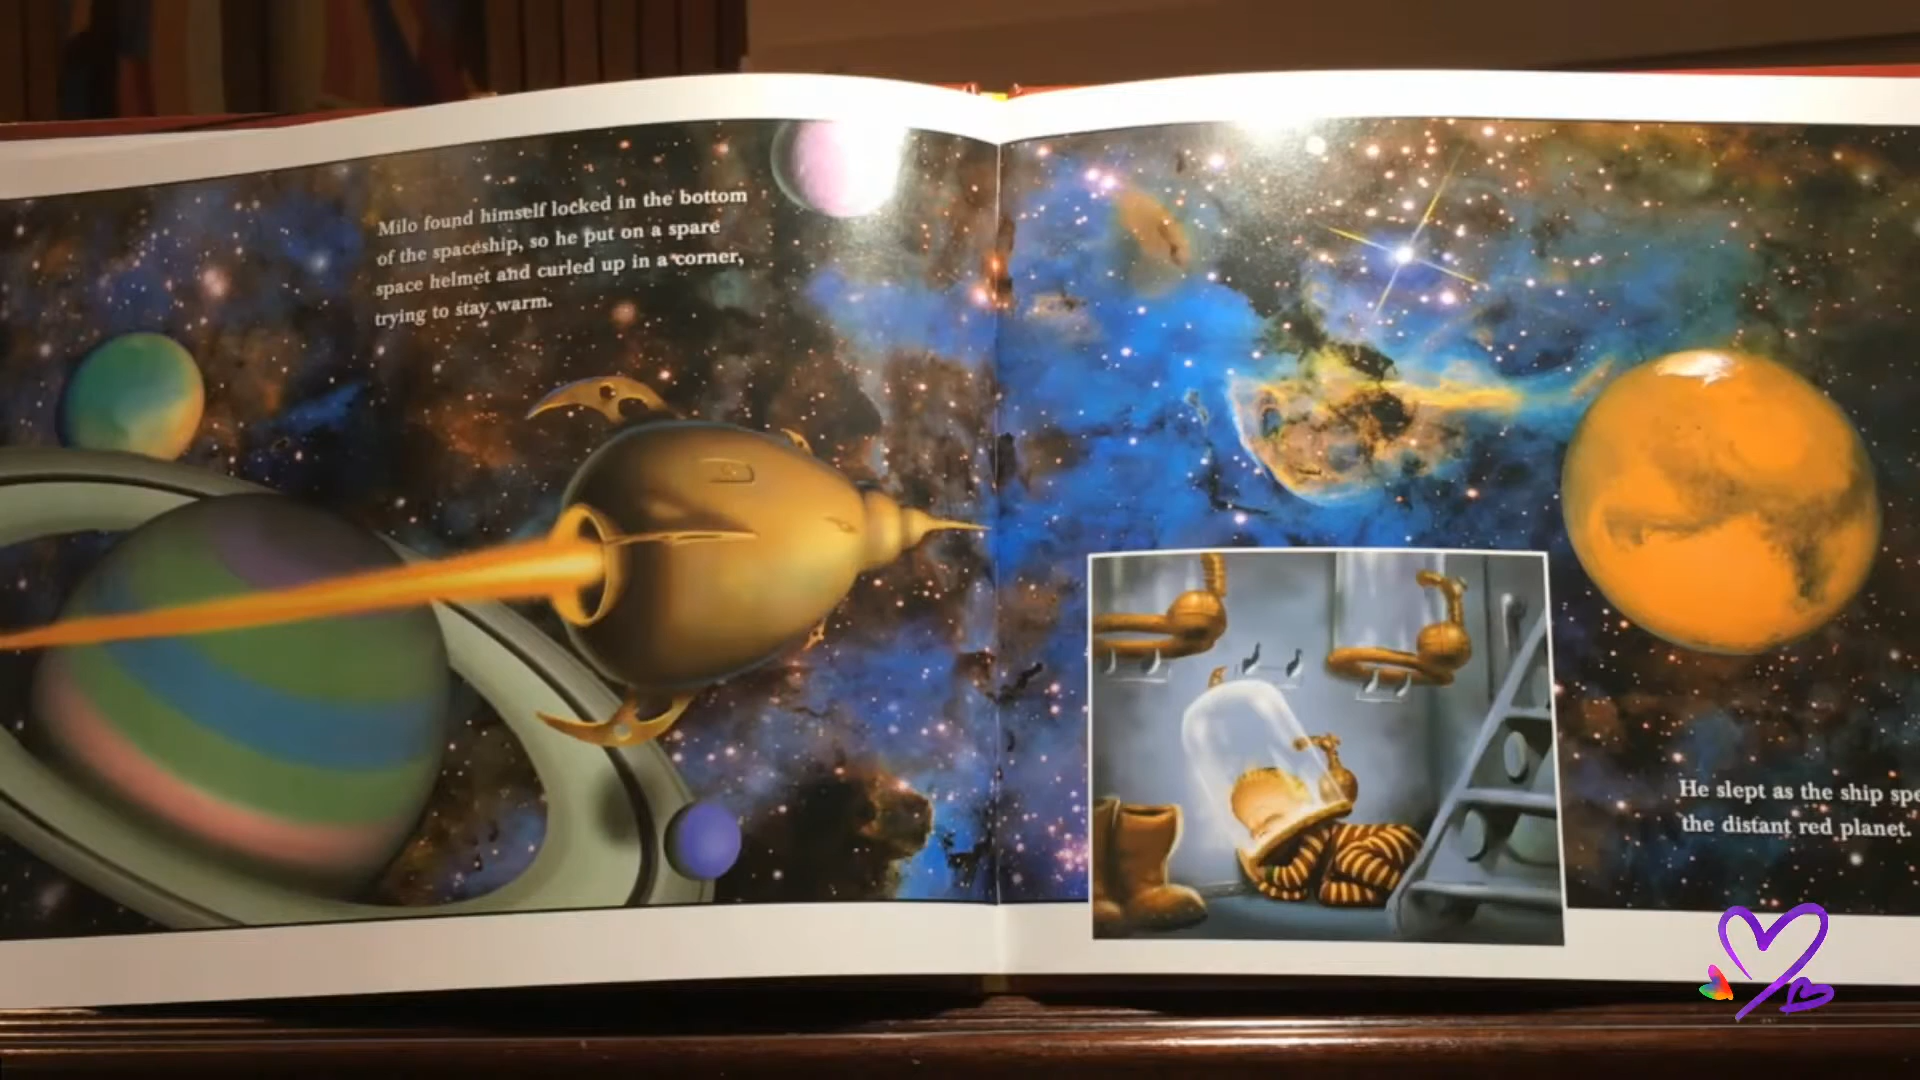 Milo found himself locked in the bottom
of the spaceship, so he put on a spare
space helmet and curled up in a corner,
trying to stay warm.
He slept as the ship
the distant red planet.